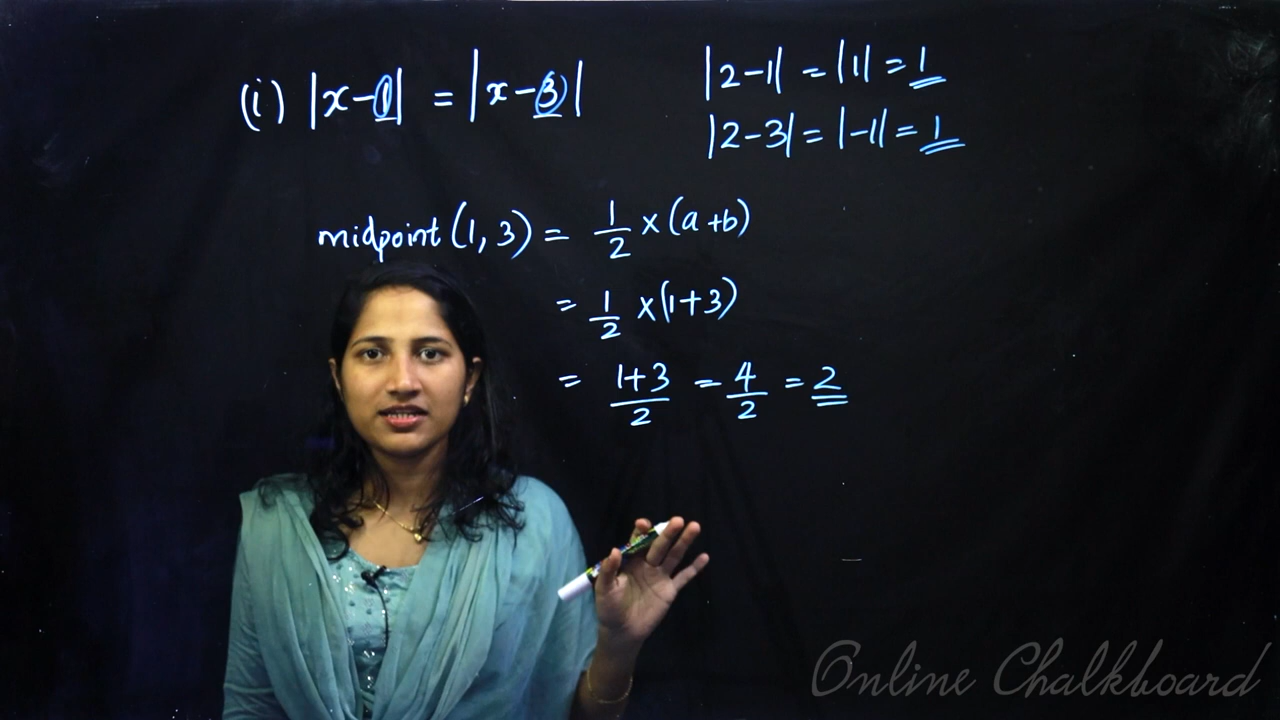 (i) |x-1| = |x-3|
|2-1| = |1| = 1
|2-3| = |-1| = 1
midpoint (1, 3) = 1/2 x (a+b)
= 1/2 x (1+3)
= 1+3/2 = 4/2 = 2
Online Chalkboard